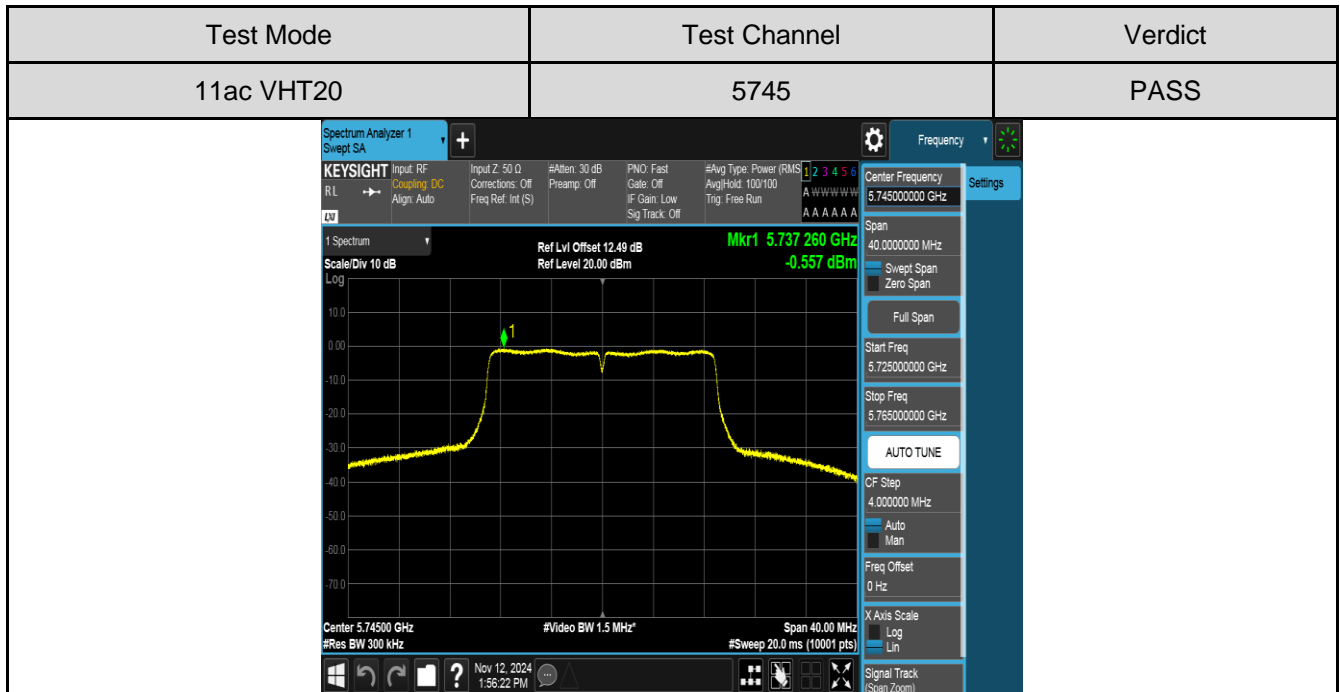 Test Mode Test Channel Verdict
11ac VHT20 5745 PASS
Spectrum Analyzer 1
Swept SA
+
Frequency
KEYSIGHT Input: RF Input Z: 50 Ω #Atten: 30 dB PNO: Fast #Avg Type: Power (RMS 1 2 3 4 5 6
RL Coupling: DC Corrections: Off Preamp: Off Gate: Off Avg|Hold: 100/100 A W W W W W
Align: Auto Freq Ref: Int (S) IF Gain: Low Trig: Free Run
LXI Sig Track: Off A A A A A A
1 Spectrum
Scale/Div 10 dB
Ref Lvl Offset 12.49 dB
Ref Level 20.00 dBm
Mkr1 5.737 260 GHz
-0.557 dBm
Log
10.0
0.00
-10.0
-20.0
-30.0
-40.0
-50.0
-60.0
-70.0
1
Center 5.74500 GHz #Video BW 1.5 MHz* Span 40.00 MHz
#Res BW 300 kHz #Sweep 20.0 ms (10001 pts)
? Nov 12, 2024
1:56:22 PM
Center Frequency
5.745000000 GHz
Settings
Span
40.0000000 MHz
Swept Span
Zero Span
Full Span
Start Freq
5.725000000 GHz
Stop Freq
5.765000000 GHz
AUTO TUNE
CF Step
4.000000 MHz
Auto
Man
Freq Offset
0 Hz
X Axis Scale
Log
Lin
Signal Track
(Span Zoom)